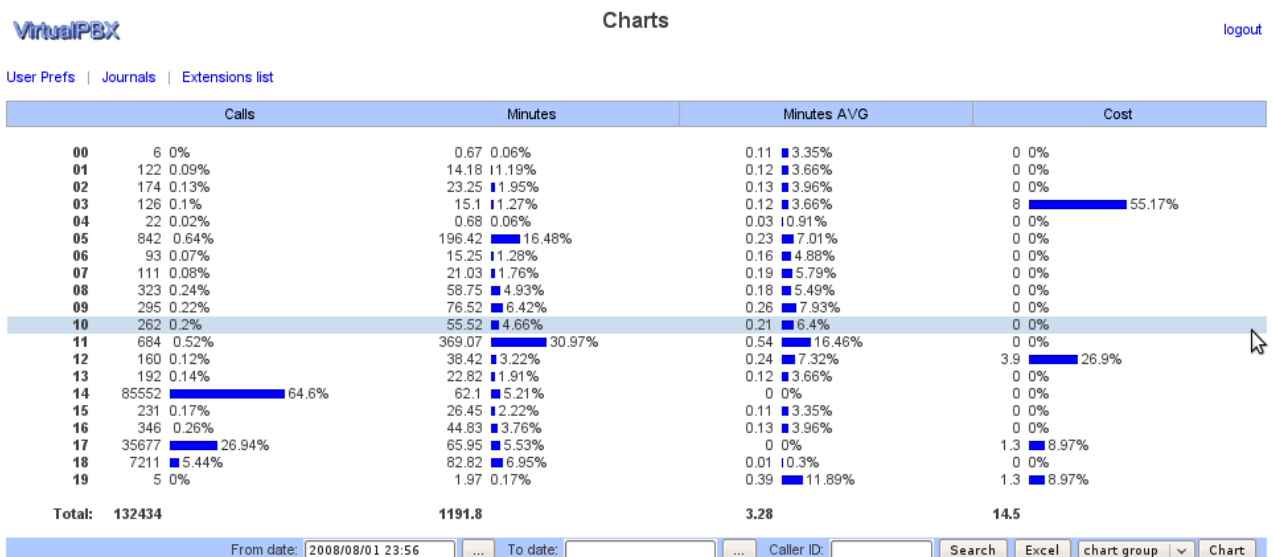 VirtualPBX
Charts
logout
User Prefs | Journals | Extensions list
Calls Minutes Minutes AVG Cost
00 6 0% 0.67 0.06% 0.11 3.35% 0 0%
01 122 0.09% 14.18 1.19% 0.12 3.66% 0 0%
02 174 0.13% 23.25 1.95% 0.13 3.96% 0 0%
03 126 0.1% 15.1 1.27% 0.12 3.66% 8 55.17%
04 22 0.02% 0.68 0.06% 0.03 0.91% 0 0%
05 842 0.64% 196.42 16.48% 0.23 7.01% 0 0%
06 93 0.07% 15.25 1.28% 0.16 4.88% 0 0%
07 111 0.08% 21.03 1.76% 0.19 5.79% 0 0%
08 323 0.24% 58.75 4.93% 0.18 5.49% 0 0%
09 295 0.22% 76.52 6.42% 0.26 7.93% 0 0%
10 262 0.2% 55.52 4.66% 0.21 6.4% 0 0%
11 684 0.52% 369.07 30.97% 0.54 16.46% 0 0%
12 160 0.12% 38.42 3.22% 0.24 7.32% 3.9 26.9%
13 192 0.14% 22.82 1.91% 0.12 3.66% 0 0%
14 85552 64.6% 62.1 5.21% 0 0% 0 0%
15 231 0.17% 26.45 2.22% 0.11 3.35% 0 0%
16 346 0.26% 44.83 3.76% 0.13 3.96% 0 0%
17 35677 26.94% 65.95 5.53% 0 0% 1.3 8.97%
18 7211 5.44% 82.82 6.95% 0.01 0.3% 0 0%
19 5 0% 1.97 0.17% 0.39 11.89% 1.3 8.97%
Total: 132434 1191.8 3.28 14.5
From date: 2008/08/01 23:56 ... To date: ... Caller ID: Search Excel chart group Chart